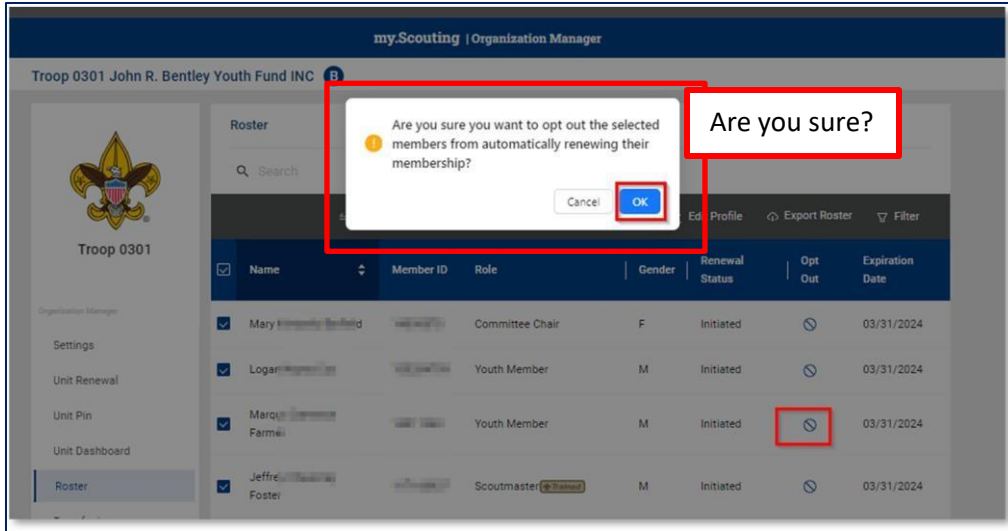 my.Scouting | Organization Manager
Troop 0301 John R. Bentley Youth Fund INC B
Are you sure you want to opt out the selected
members from automatically renewing their
membership?
Cancel OK
Are you sure?
Roster
Search
Edit Profile Export Roster Filter
Troop 0301
Name Member ID Role Gender Renewal Status Opt Out Expiration Date
Organization Manager
Mary Committee Chair F Initiated 03/31/2024
Settings
Logan Youth Member M Initiated 03/31/2024
Unit Renewal
Unit Pin
Youth Member M Initiated 03/31/2024
Unit Dashboard
Roster
Foster Scoutmaster Trained M Initiated 03/31/2024